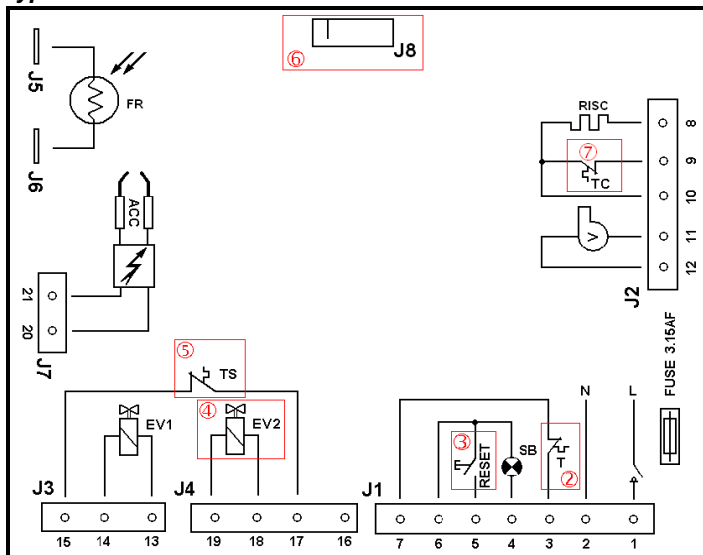 ⑥
J8
J5
FR
J6
RISC
8
⑦
9
TC
10
V
11
12
J2
ACC
21
20
J7
FUSE 3.15AF
⑤
TS
④
EV1
EV2
N
L
③
RESET
SB
T
②
J3
J4
J1
15
14
13
19
18
17
16
7
6
5
4
3
2
1